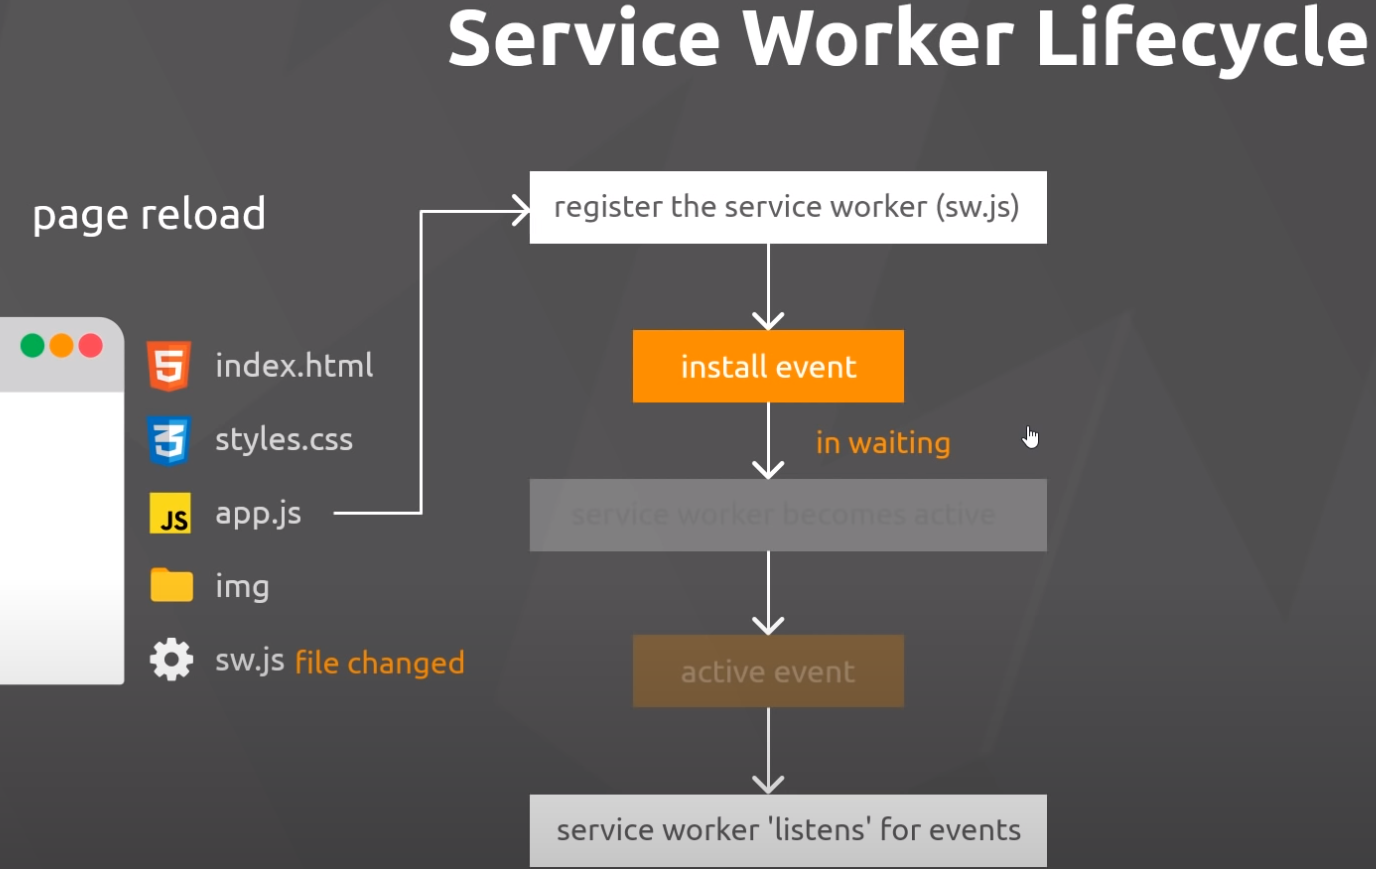 Service Worker Lifecycle
page reload
register the service worker (sw.js)
index.html
install event
styles.css
in waiting
JS
app.js
service worker becomes active
img
sw.js file changed
active event
service worker 'listens' for events